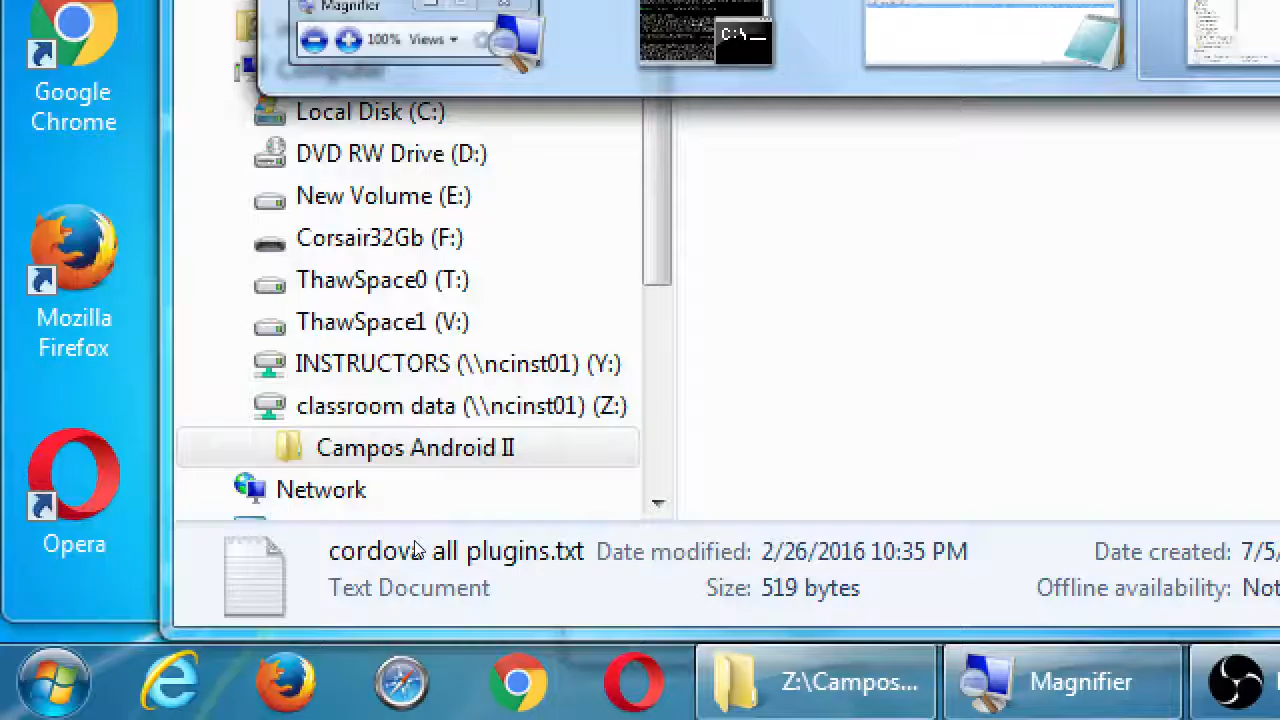 Magnifier
100% Views
C:\
Computer
Google
Chrome
Local Disk (C:)
DVD RW Drive (D:)
New Volume (E:)
Corsair32Gb (F:)
ThawSpace0 (T:)
Mozilla
Firefox
ThawSpace1 (V:)
INSTRUCTORS (\\ncinst01) (Y:)
classroom data (\\ncinst01) (Z:)
Campos Android II
Network
Opera
cordova all plugins.txt Date modified: 2/26/2016 10:35 PM Date created: 7/5/
Text Document Size: 519 bytes Offline availability: Not
Z:\Campos... Magnifier